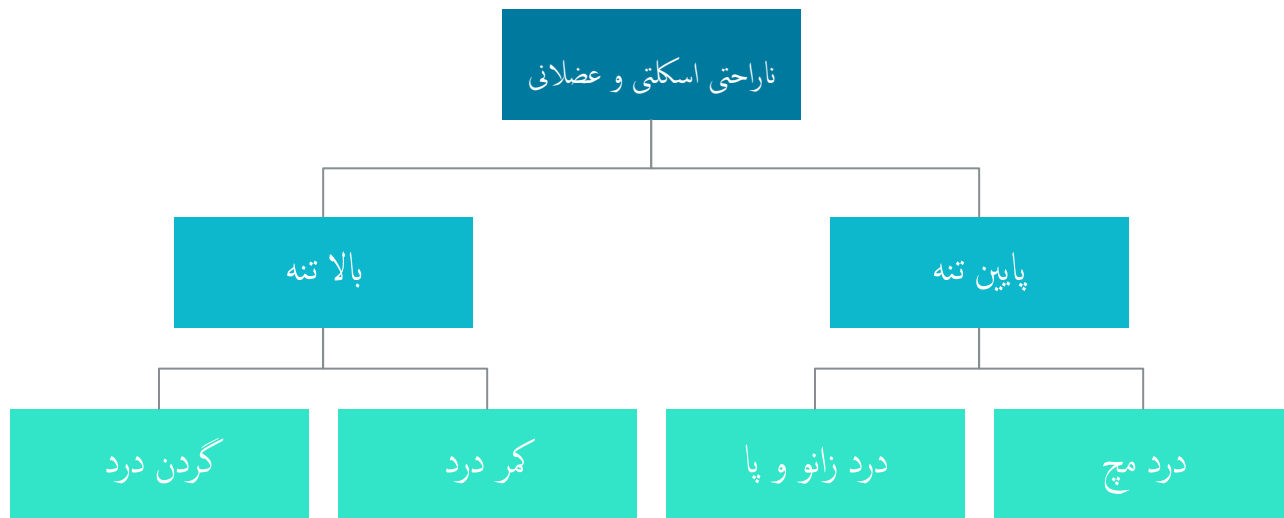 ناراحتی اسکلتی و عضلانی
پایین تنه
بالا تنه
درد مچ
درد زانو و پا
کمر درد
گردن درد